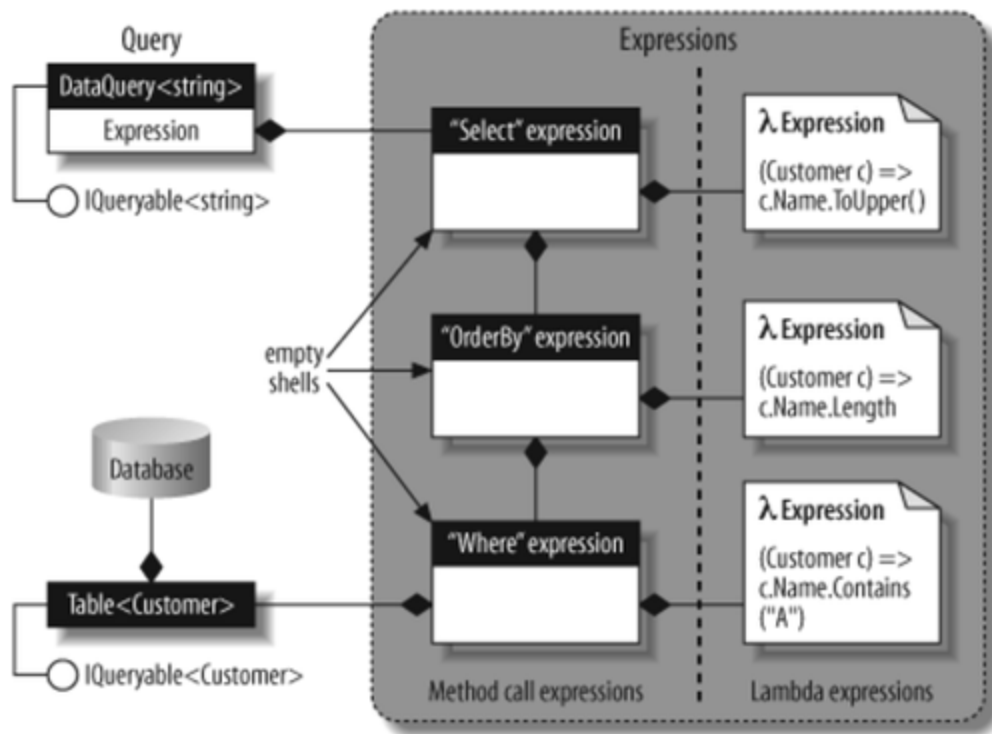 Query
DataQuery<string>
Expression
IQueryable<string>
Expressions
"Select" expression
λ Expression
(Customer c) =>
c.Name.ToUpper( )
empty
shells
"OrderBy" expression
λ Expression
(Customer c) =>
c.Name.Length
Database
"Where" expression
λ Expression
(Customer c) =>
c.Name.Contains
("A")
Table<Customer>
IQueryable<Customer>
Method call expressions
Lambda expressions